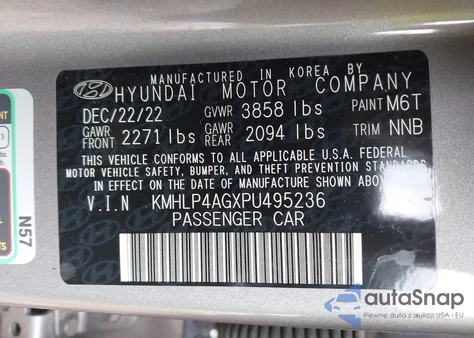 MANUFACTURED IN KOREA BY
HYUNDAI MOTOR COMPANY
DEC/22/22 GVWR 3858 lbs PAINT M6T
GAWR FRONT 2271 lbs GAWR REAR 2094 lbs TRIM NNB
THIS VEHICLE CONFORMS TO ALL APPLICABLE U.S.A. FEDERAL
MOTOR VEHICLE SAFETY, BUMPER, AND THEFT PREVENTION STANDARDS
IN EFFECT ON THE DATE OF MANUFACTURE SHOWN ABOVE.
V.I.N KMHLP4AGXPU495236
PASSENGER CAR
N57
autoSnap
Pewne auto z aukcji USA - EU